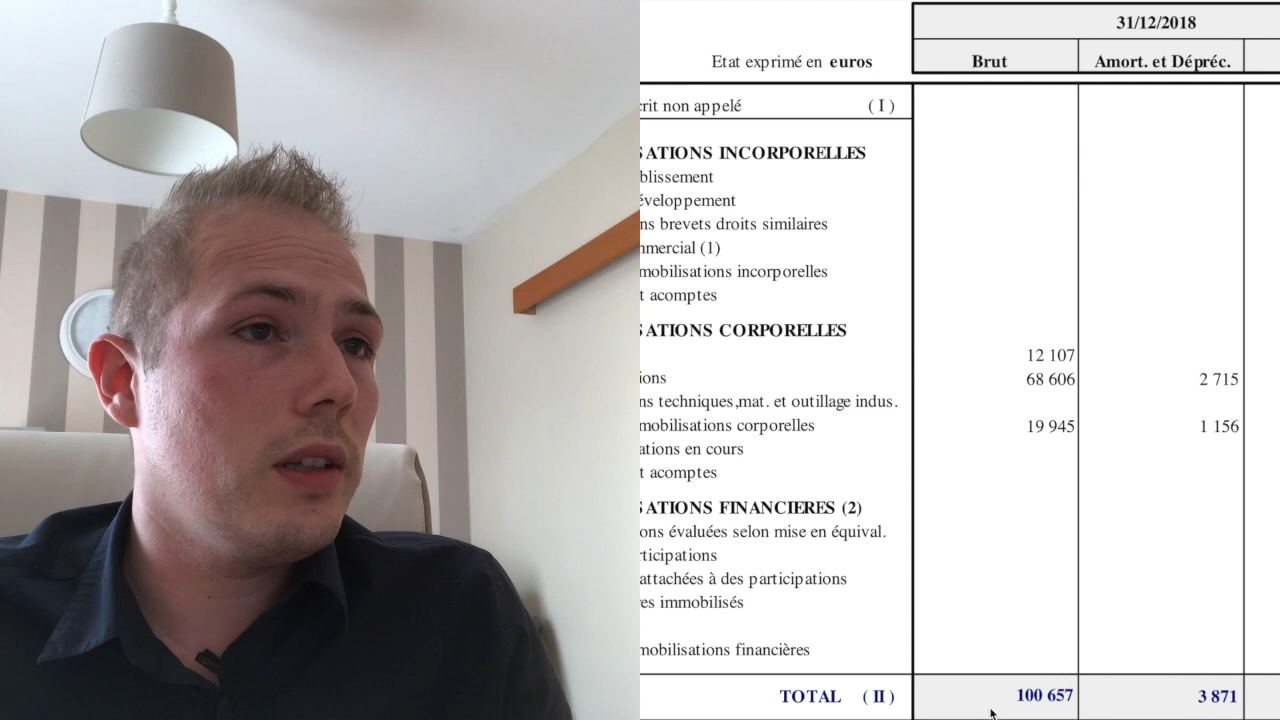 31/12/2018
Etat exprimé en euros Brut Amort. et Dépréc.
crit non appelé ( I )
SATIONS INCORPORELLES
blissement
éveloppement
ns brevets droits similaires
mmercial (1)
mobilisations incorporelles
t acomptes
SATIONS CORPORELLES
12 107
ions 68 606 2 715
ns techniques,mat. et outillage indus.
mobilisations corporelles 19 945 1 156
ations en cours
t acomptes
SATIONS FINANCIERES (2)
ons évaluées selon mise en équival.
rticipations
attachées à des participations
res immobilisés
mobilisations financières
TOTAL ( II ) 100 657 3 871